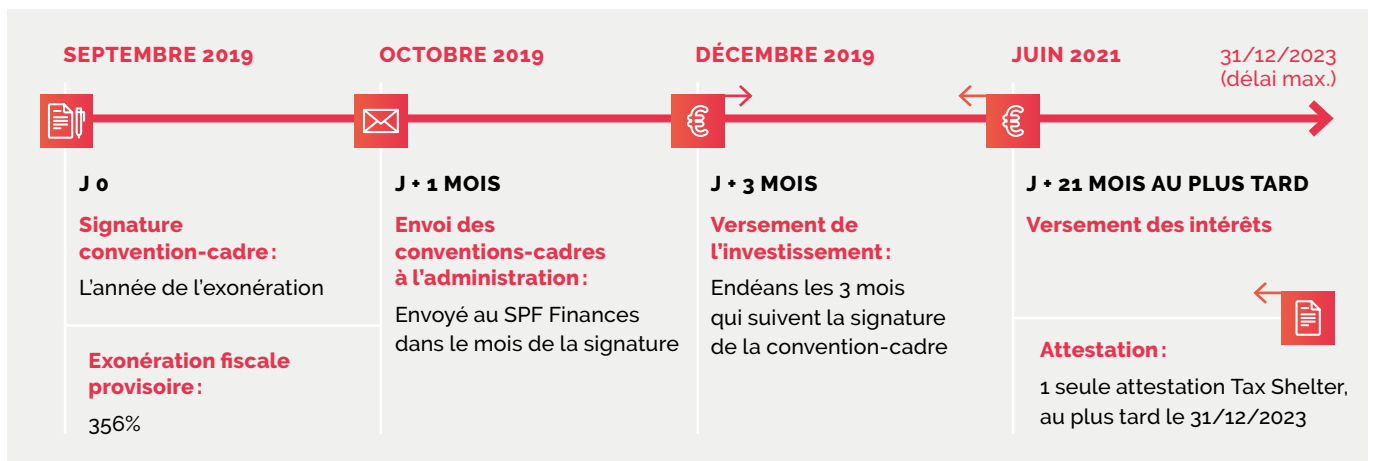 SEPTEMBRE 2019
OCTOBRE 2019
DÉCEMBRE 2019
JUIN 2021
31/12/2023
(délai max.)
J 0
Signature
convention-cadre :
L'année de l'exonération
Exonération fiscale
provisoire :
356%
J + 1 MOIS
Envoi des
conventions-cadres
à l'administration :
Envoyé au SPF Finances
dans le mois de la signature
J + 3 MOIS
Versement de
l'investissement :
Endéans les 3 mois
qui suivent la signature
de la convention-cadre
J + 21 MOIS AU PLUS TARD
Versement des intérêts
Attestation :
1 seule attestation Tax Shelter,
au plus tard le 31/12/2023